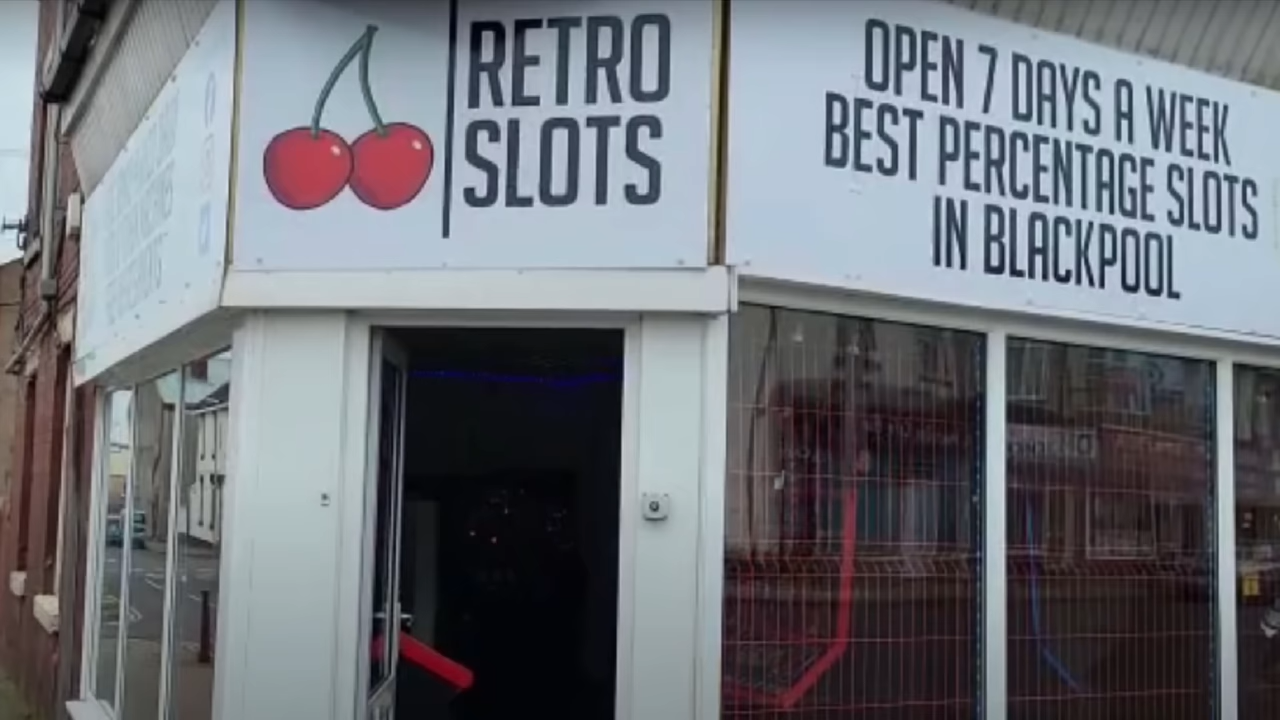 RETRO
SLOTS
OPEN 7 DAYS A WEEK
BEST PERCENTAGE SLOTS
IN BLACKPOOL